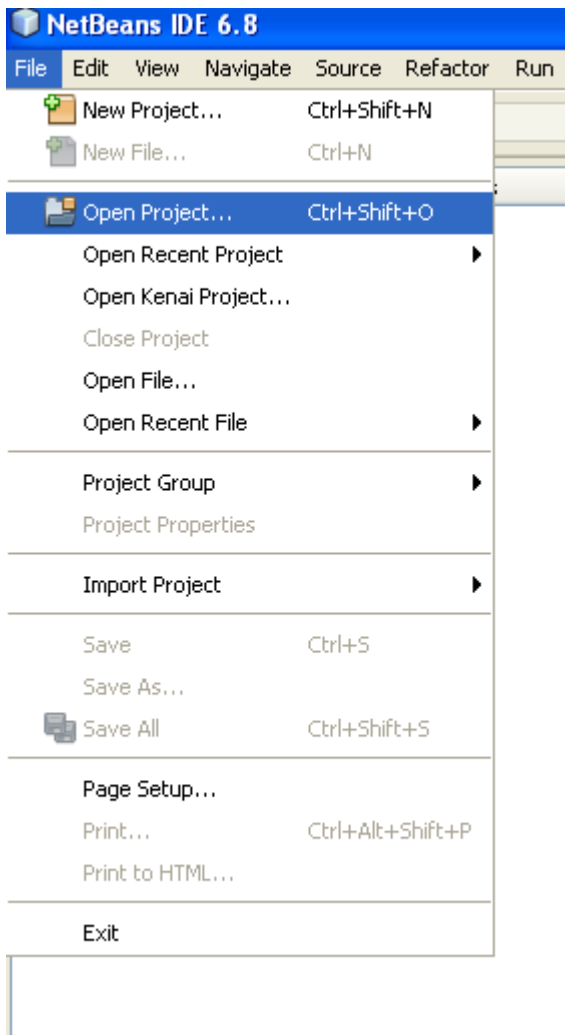 NetBeans IDE 6.8
File Edit View Navigate Source Refactor Run
New Project... Ctrl+Shift+N
New File... Ctrl+N
Open Project... Ctrl+Shift+O
Open Recent Project
Open Kenai Project...
Close Project
Open File...
Open Recent File
Project Group
Project Properties
Import Project
Save Ctrl+S
Save As...
Save All Ctrl+Shift+S
Page Setup...
Print... Ctrl+Alt+Shift+P
Print to HTML...
Exit